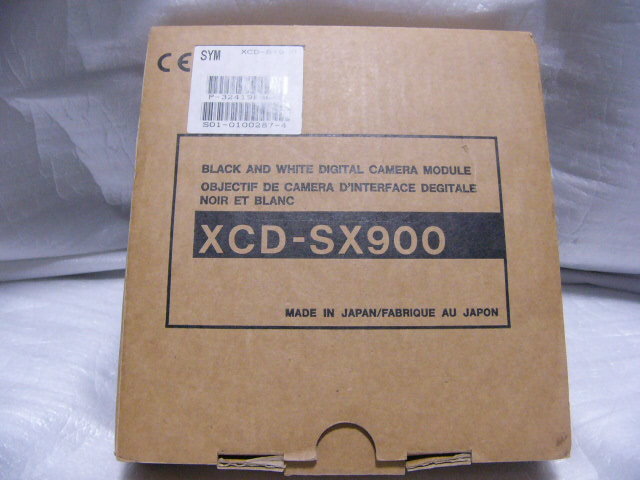 CE
SYM
S01-0100287-4
BLACK AND WHITE DIGITAL CAMERA MODULE
OBJECTIF DE CAMERA D'INTERFACE DEGITALE
NOIR ET BLANC
XCD-SX900
MADE IN JAPAN/FABRIQUE AU JAPON